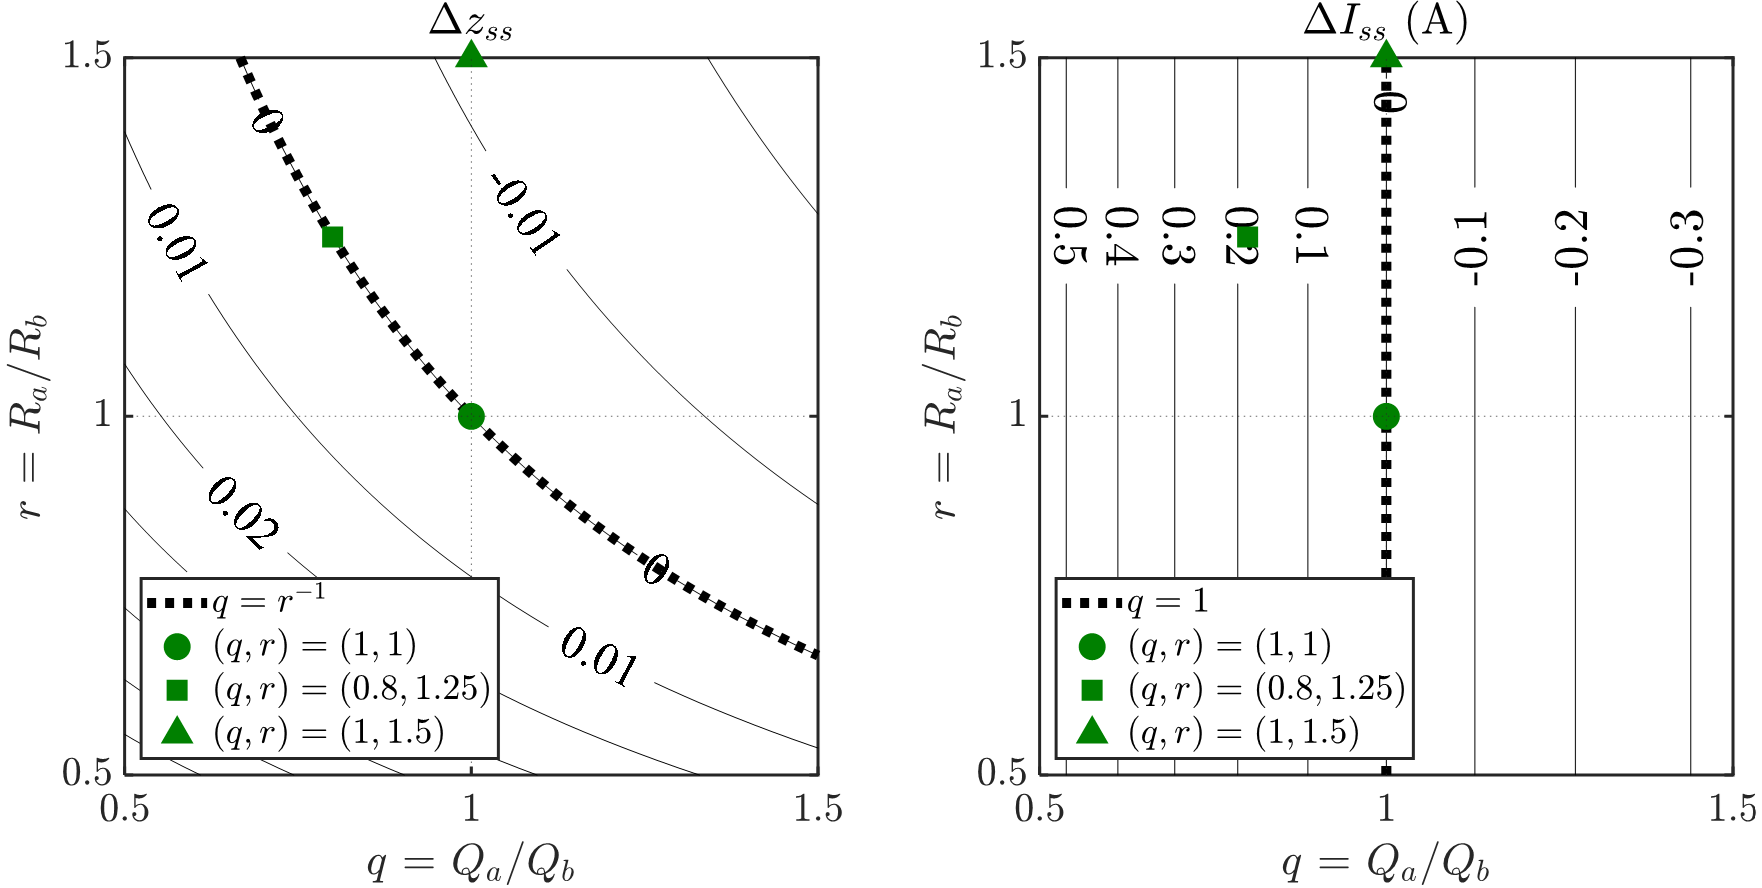 Δz_ss
1.5
1
0.5
0.5
1
1.5
r = R_a/R_b
q = Q_a/Q_b
0
0.01
-0.01
0.02
0
0.01
q = r^{-1}
(q, r) = (1, 1)
(q, r) = (0.8, 1.25)
(q, r) = (1, 1.5)
ΔI_ss (A)
1.5
1
0.5
0.5
1
1.5
r = R_a/R_b
q = Q_a/Q_b
0
0.5
0.4
0.3
0.2
0.1
-0.1
-0.2
-0.3
q = 1
(q, r) = (1, 1)
(q, r) = (0.8, 1.25)
(q, r) = (1, 1.5)